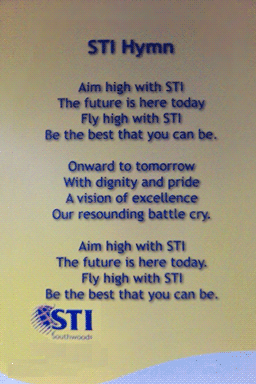 STI Hymn
Aim high with STI
The future is here today
Fly high with STI
Be the best that you can be.
Onward to tomorrow
With dignity and pride
A vision of excellence
Our resounding battle cry.
Aim high with STI
The future is here today.
Fly high with STI
Be the best that you can be.
STI
Southwoods